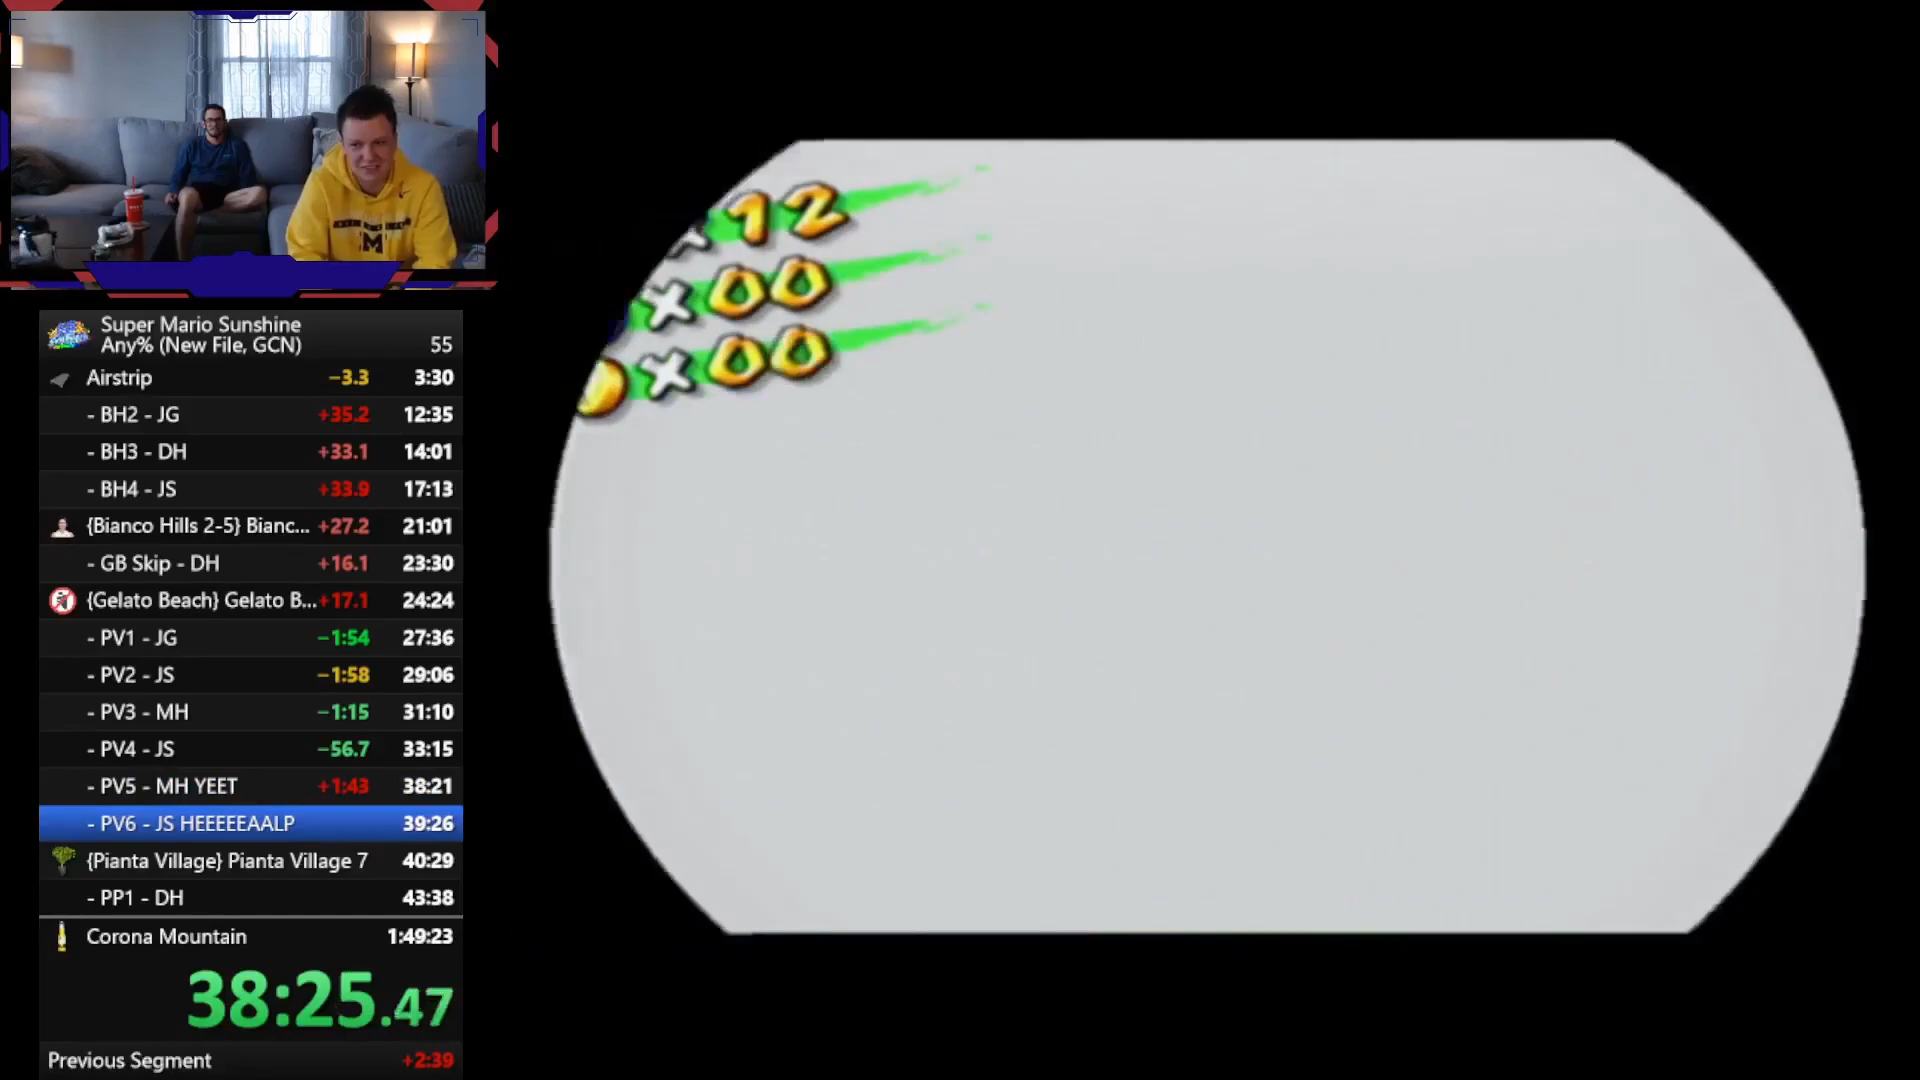 Super Mario Sunshine
Any% (New File, GCN) 55
Airstrip −3.3 3:30
- BH2 - JG +35.2 12:35
- BH3 - DH +33.1 14:01
- BH4 - JS +33.9 17:13
{Bianco Hills 2-5} Bianc... +27.2 21:01
- GB Skip - DH +16.1 23:30
{Gelato Beach} Gelato B... +17.1 24:24
- PV1 - JG −1:54 27:36
- PV2 - JS −1:58 29:06
- PV3 - MH −1:15 31:10
- PV4 - JS −56.7 33:15
- PV5 - MH YEET +1:43 38:21
- PV6 - JS HEEEEEAALP 39:26
{Pianta Village} Pianta Village 7 40:29
- PP1 - DH 43:38
Corona Mountain 1:49:23
38:25.47
Previous Segment +2:39
×12
×00
×00
M